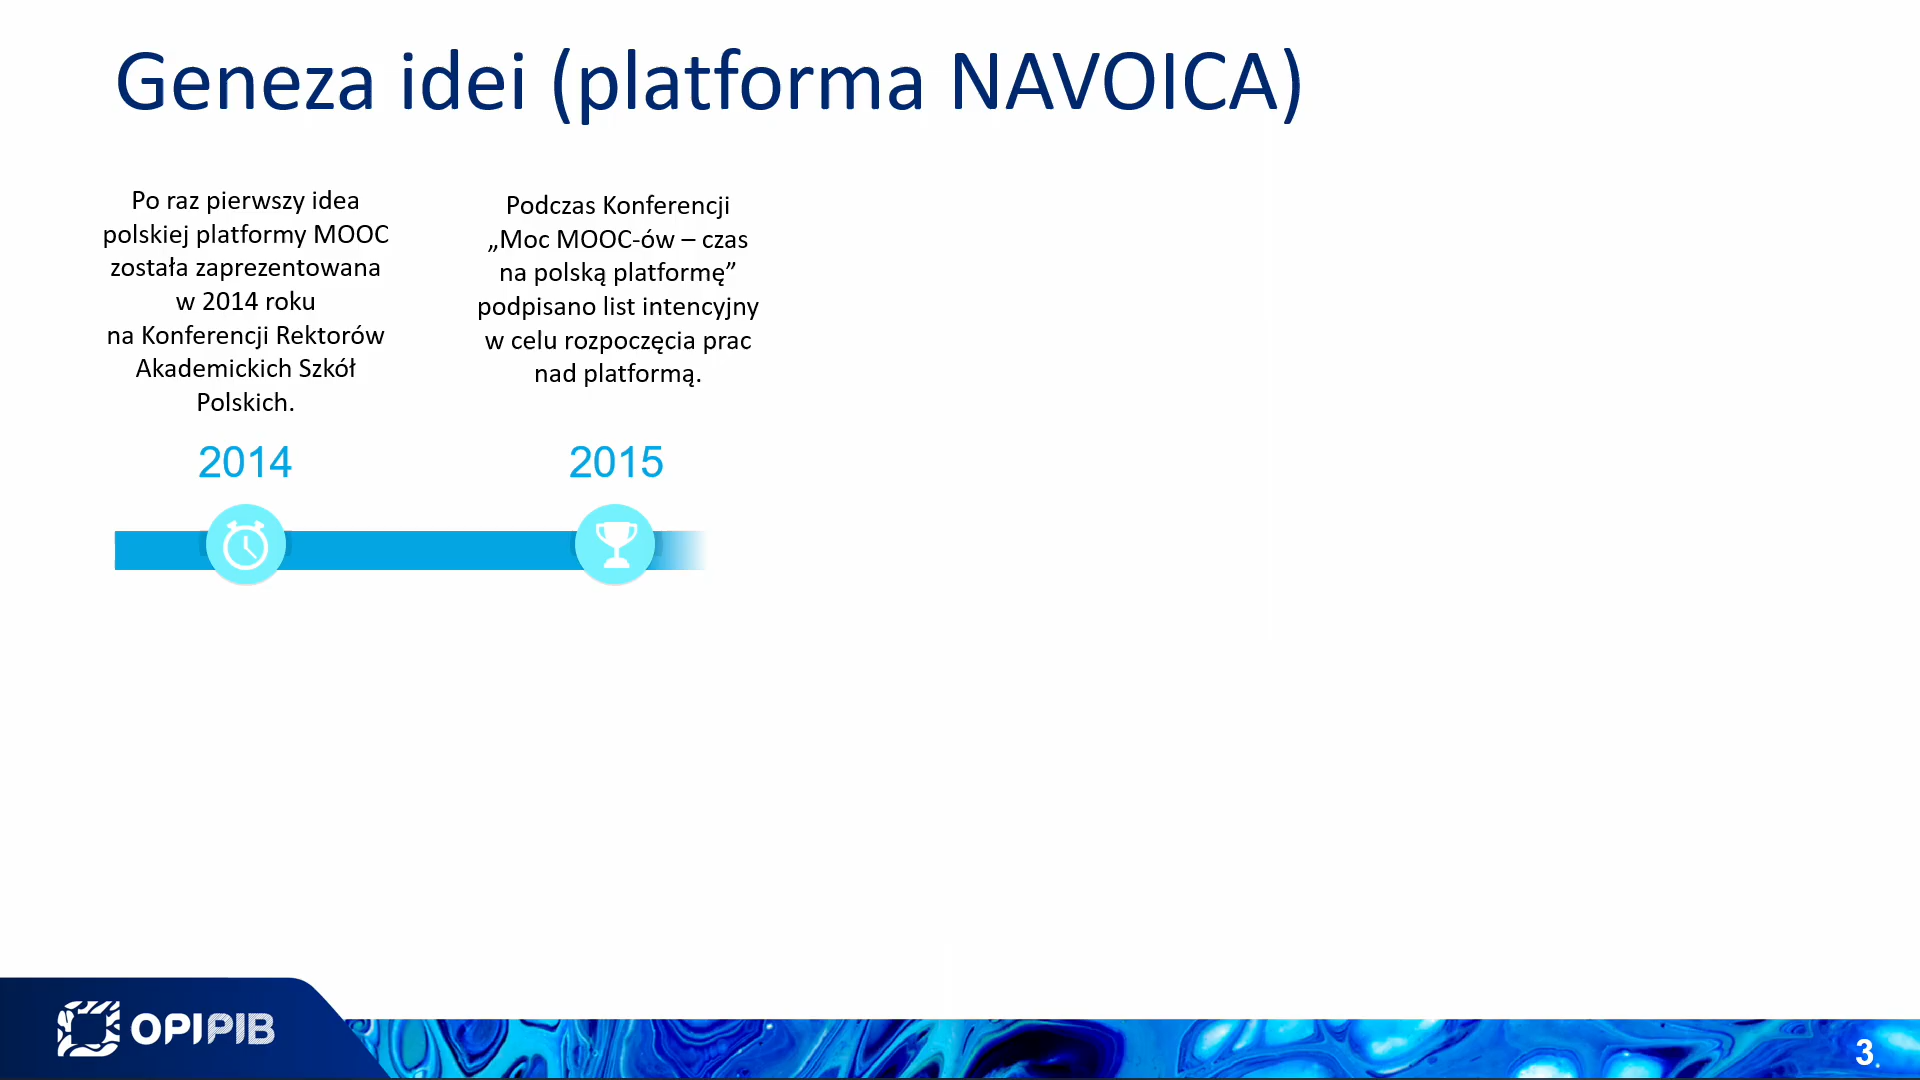 Geneza idei (platforma NAVOICA)
Po raz pierwszy idea
polskiej platformy MOOC
została zaprezentowana
w 2014 roku
na Konferencji Rektorów
Akademickich Szkół
Polskich.
2014
Podczas Konferencji
„Moc MOOC-ów – czas
na polską platformę”
podpisano list intencyjny
w celu rozpoczęcia prac
nad platformą.
2015
OPIPIB
3.